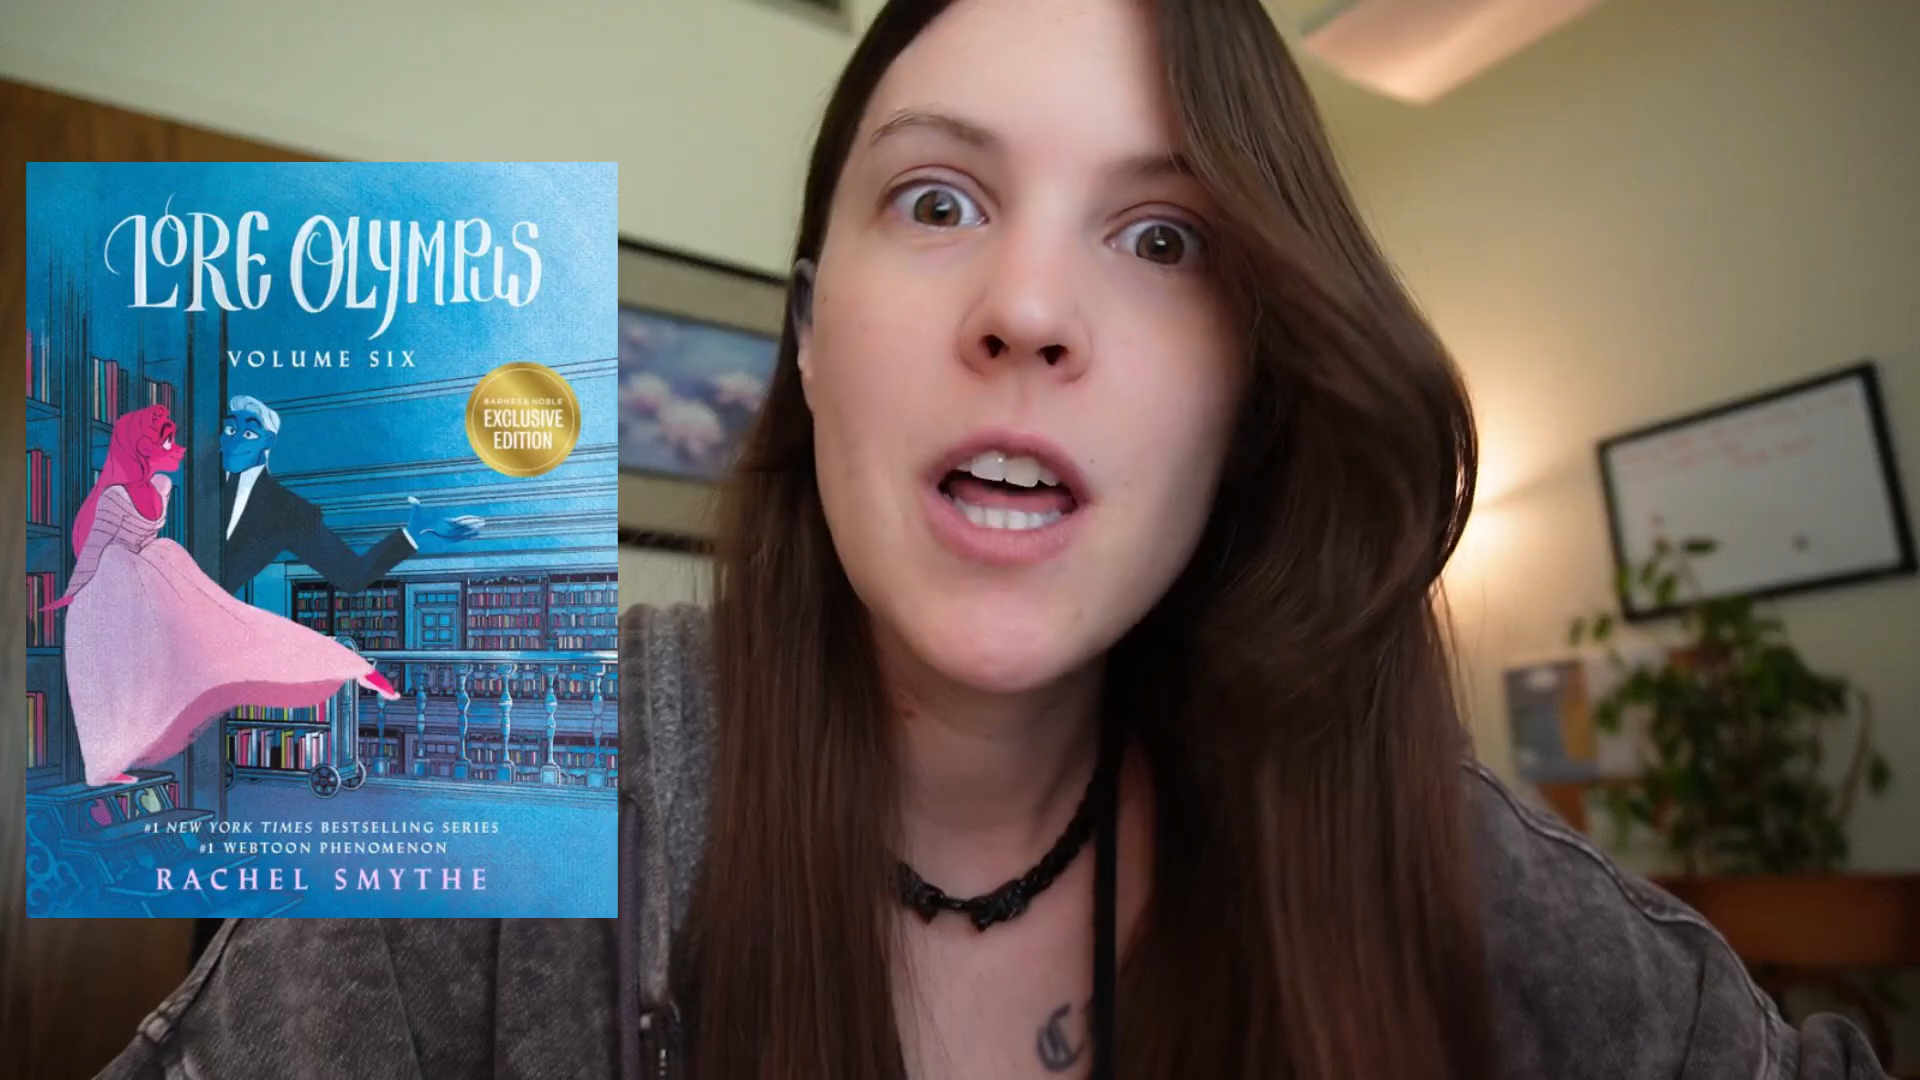 LORE OLYMPUS
VOLUME SIX
BARNES & NOBLE
EXCLUSIVE
EDITION
#1 NEW YORK TIMES BESTSELLING SERIES
#1 WEBTOON PHENOMENON
RACHEL SMYTHE